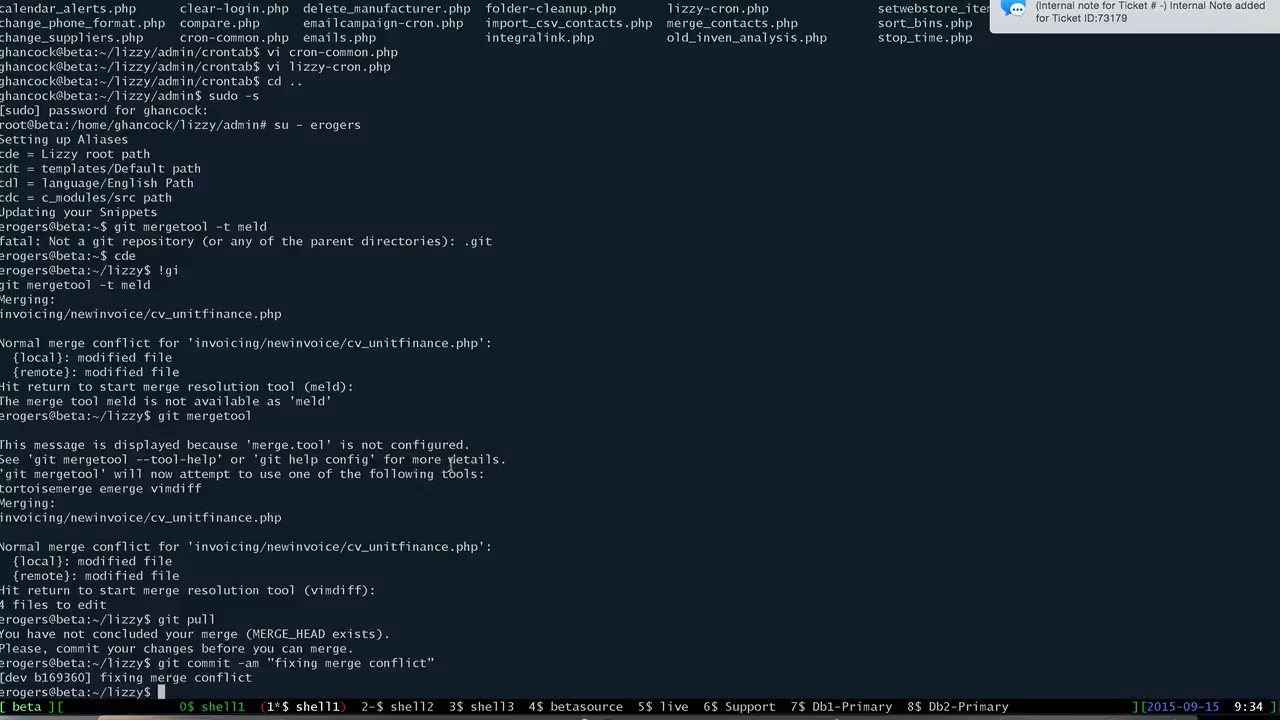 calendar_alerts.php clear-login.php delete_manufacturer.php folder-cleanup.php lizzy-cron.php setwebstore_item
change_phone_format.php compare.php emailcampaign-cron.php import_csv_contacts.php merge_contacts.php sort_bins.php
change_suppliers.php cron-common.php emails.php integralink.php old_inven_analysis.php stop_time.php
(Internal note for Ticket # -) Internal Note added
for Ticket ID:73179
ghancock@beta:~/lizzy/admin/crontab$ vi cron-common.php
ghancock@beta:~/lizzy/admin/crontab$ vi lizzy-cron.php
ghancock@beta:~/lizzy/admin/crontab$ cd ..
ghancock@beta:~/lizzy/admin$ sudo -s
[sudo] password for ghancock:
root@beta:/home/ghancock/lizzy/admin# su - erogers
Setting up Aliases
cde = Lizzy root path
cdt = templates/Default path
cdl = language/English Path
cdc = c_modules/src path
Updating your Snippets
erogers@beta:~$ git mergetool -t meld
fatal: Not a git repository (or any of the parent directories): .git
erogers@beta:~$ cde
erogers@beta:~/lizzy$ !gi
git mergetool -t meld
Merging:
invoicing/newinvoice/cv_unitfinance.php
Normal merge conflict for 'invoicing/newinvoice/cv_unitfinance.php':
{local}: modified file
{remote}: modified file
Hit return to start merge resolution tool (meld):
The merge tool meld is not available as 'meld'
erogers@beta:~/lizzy$ git mergetool
This message is displayed because 'merge.tool' is not configured.
See 'git mergetool --tool-help' or 'git help config' for more details.
'git mergetool' will now attempt to use one of the following tools:
tortoisemerge emerge vimdiff
Merging:
invoicing/newinvoice/cv_unitfinance.php
Normal merge conflict for 'invoicing/newinvoice/cv_unitfinance.php':
{local}: modified file
{remote}: modified file
Hit return to start merge resolution tool (vimdiff):
4 files to edit
erogers@beta:~/lizzy$ git pull
You have not concluded your merge (MERGE_HEAD exists).
Please, commit your changes before you can merge.
erogers@beta:~/lizzy$ git commit -am "fixing merge conflict"
[dev b169360] fixing merge conflict
erogers@beta:~/lizzy$
[ beta ][ 0$ shell1 (1*$ shell1) 2-$ shell2 3$ shell3 4$ betasource 5$ live 6$ Support 7$ Db1-Primary 8$ Db2-Primary ][2015-09-15 9:34 ]